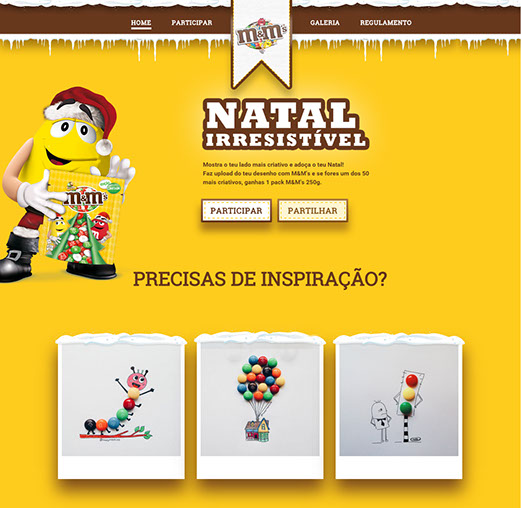 HOME PARTICIPAR GALERIA REGULAMENTO
m&m's
NATAL
IRRESISTÍVEL
Mostra o teu lado mais criativo e adoça o teu Natal!
Faz upload do teu desenho com M&M's e se fores um dos 50
mais criativos, ganhas 1 pack M&M's 250g.
PARTICIPAR PARTILHAR
m&m's
PRECISAS DE INSPIRAÇÃO?